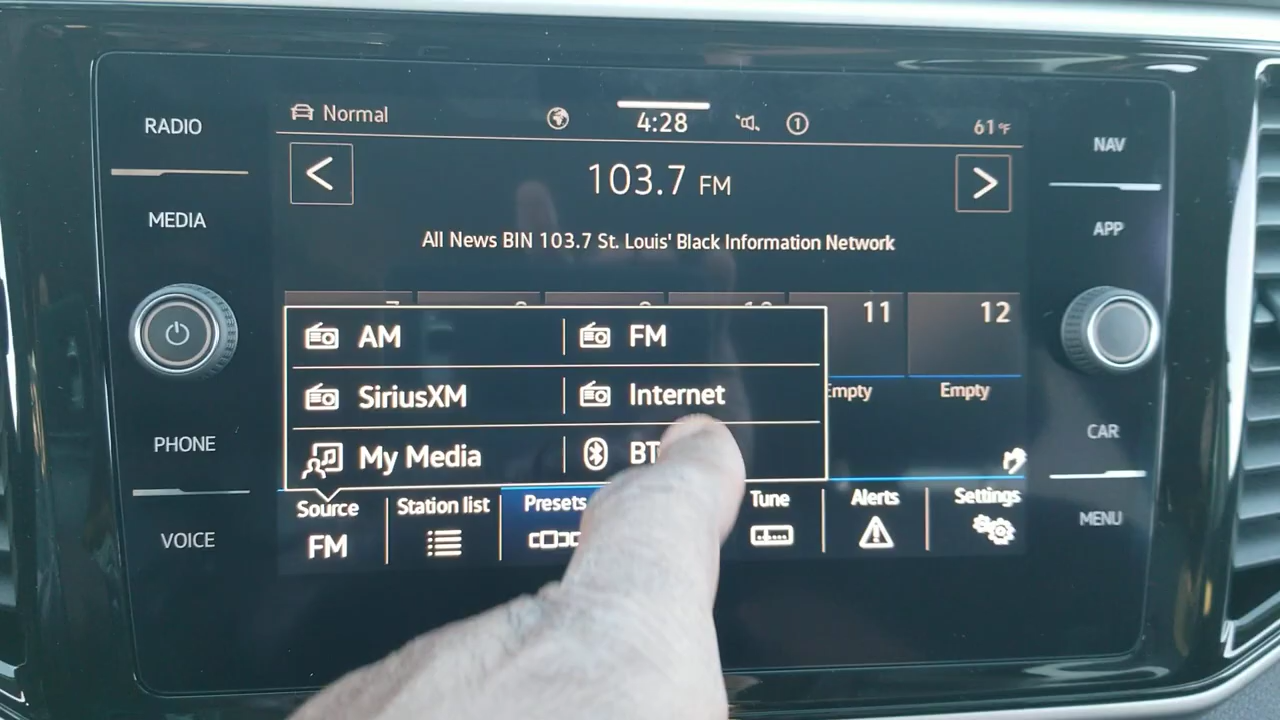 RADIO
MEDIA
PHONE
VOICE
Normal
4:28
1
61°F
<
103.7 FM
>
All News BIN 103.7 St. Louis' Black Information Network
11
12
Empty
AM
FM
SiriusXM
Internet
My Media
BT
Source
FM
Station list
Presets
Tune
Alerts
Settings
NAV
APP
CAR
MENU